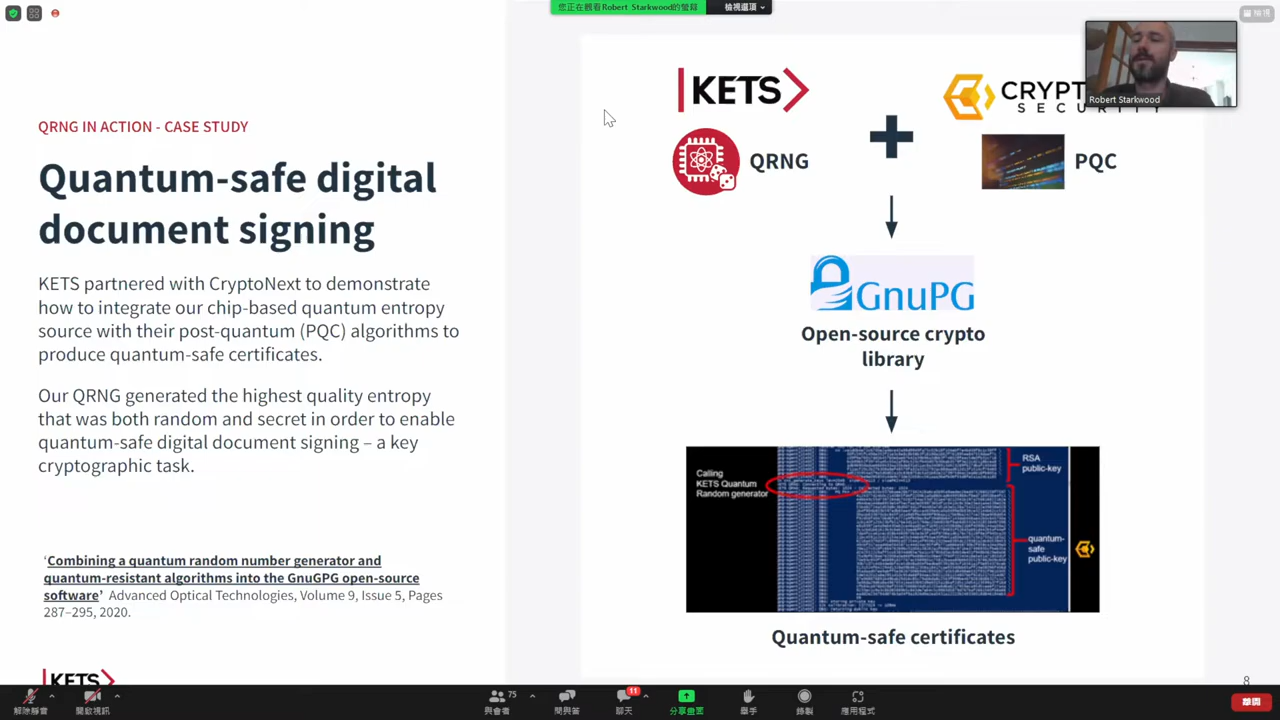 您正在觀看Robert Starkwood的螢幕
檢視選項
檢視
QRNG IN ACTION - CASE STUDY
Quantum-safe digital
document signing
KETS partnered with CryptoNext to demonstrate
how to integrate our chip-based quantum entropy
source with their post-quantum (PQC) algorithms to
produce quantum-safe certificates.
Our QRNG generated the highest quality entropy
that was both random and secret in order to enable
quantum-safe digital document signing – a key
cryptographic task.
'Combining a quantum random number generator and
quantum-resistant algorithms into the GnuGPG open-source
software', Advanced Optical Technologies, Volume 9, Issue 5, Pages
KETS
KETS
QRNG
CRYPT
SECURITY
PQC
Robert Starkwood
GnuPG
Open-source crypto
library
Calling
KETS Quantum
Random generator
RSA
public-key
quantum-
safe
public-key
Quantum-safe certificates
8
解除靜音
開啟視訊
75
與會者
問與答
11
聊天
分享畫面
舉手
錄製
應用程式
離開